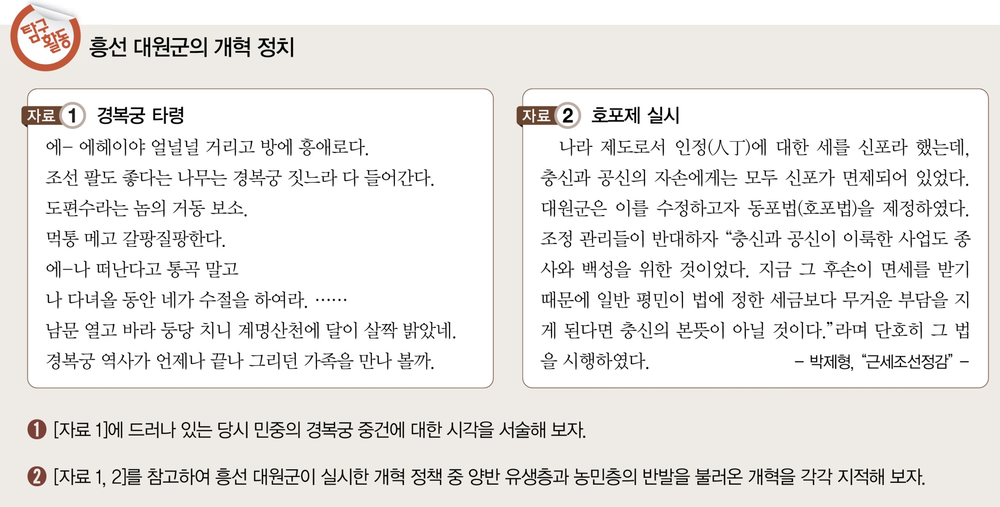 탐구
활동
흥선 대원군의 개혁 정치
자료 1 경복궁 타령
에- 에헤이야 얼널널 거리고 방에 흥애로다.
조선 팔도 좋다는 나무는 경복궁 짓느라 다 들어간다.
도편수라는 놈의 거동 보소.
먹통 메고 갈팡질팡한다.
에-나 떠난다고 통곡 말고
나 다녀올 동안 네가 수절을 하여라. ……
남문 열고 바라 둥당 치니 계명산천에 달이 살짝 밝았네.
경복궁 역사가 언제나 끝나 그리던 가족을 만나 볼까.
자료 2 호포제 실시
나라 제도로서 인정(人丁)에 대한 세를 신포라 했는데,
충신과 공신의 자손에게는 모두 신포가 면제되어 있었다.
대원군은 이를 수정하고자 동포법(호포법)을 제정하였다.
조정 관리들이 반대하자 “충신과 공신이 이룩한 사업도 종
사와 백성을 위한 것이었다. 지금 그 후손이 면세를 받기
때문에 일반 평민이 법에 정한 세금보다 무거운 부담을 지
게 된다면 충신의 본뜻이 아닐 것이다.”라며 단호히 그 법
을 시행하였다.
- 박제형, “근세조선정감” -
1 [자료 1]에 드러나 있는 당시 민중의 경복궁 중건에 대한 시각을 서술해 보자.
2 [자료 1, 2]를 참고하여 흥선 대원군이 실시한 개혁 정책 중 양반 유생층과 농민층의 반발을 불러온 개혁을 각각 지적해 보자.